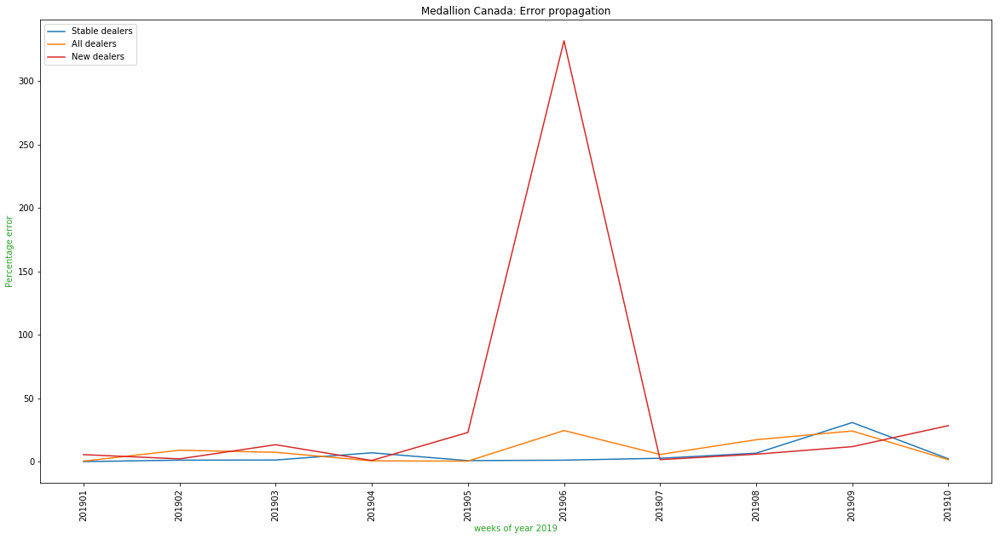 Medallion Canada: Error propagation
Stable dealers
All dealers
New dealers
Percentage error
300
250
200
150
100
50
0
201901
201902
201903
201904
201905
201906
201907
201908
201909
201910
weeks of year 2019